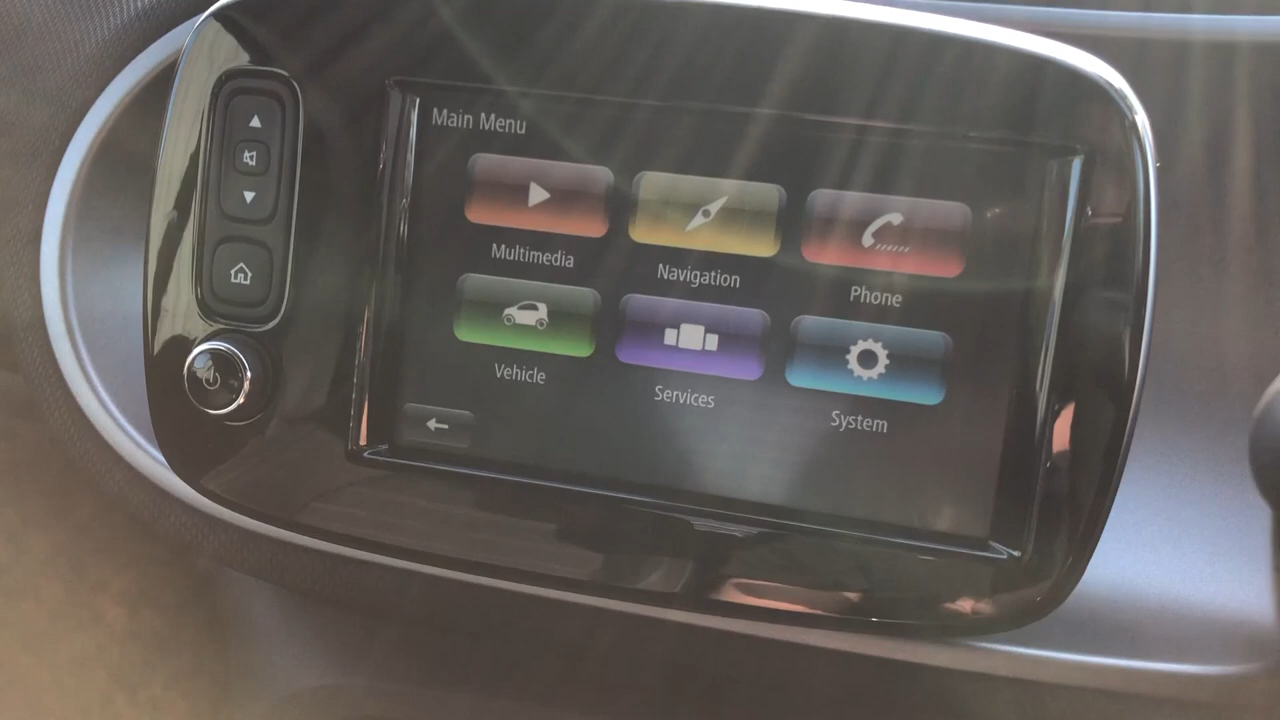 Main Menu
Multimedia
Navigation
Phone
Vehicle
Services
System